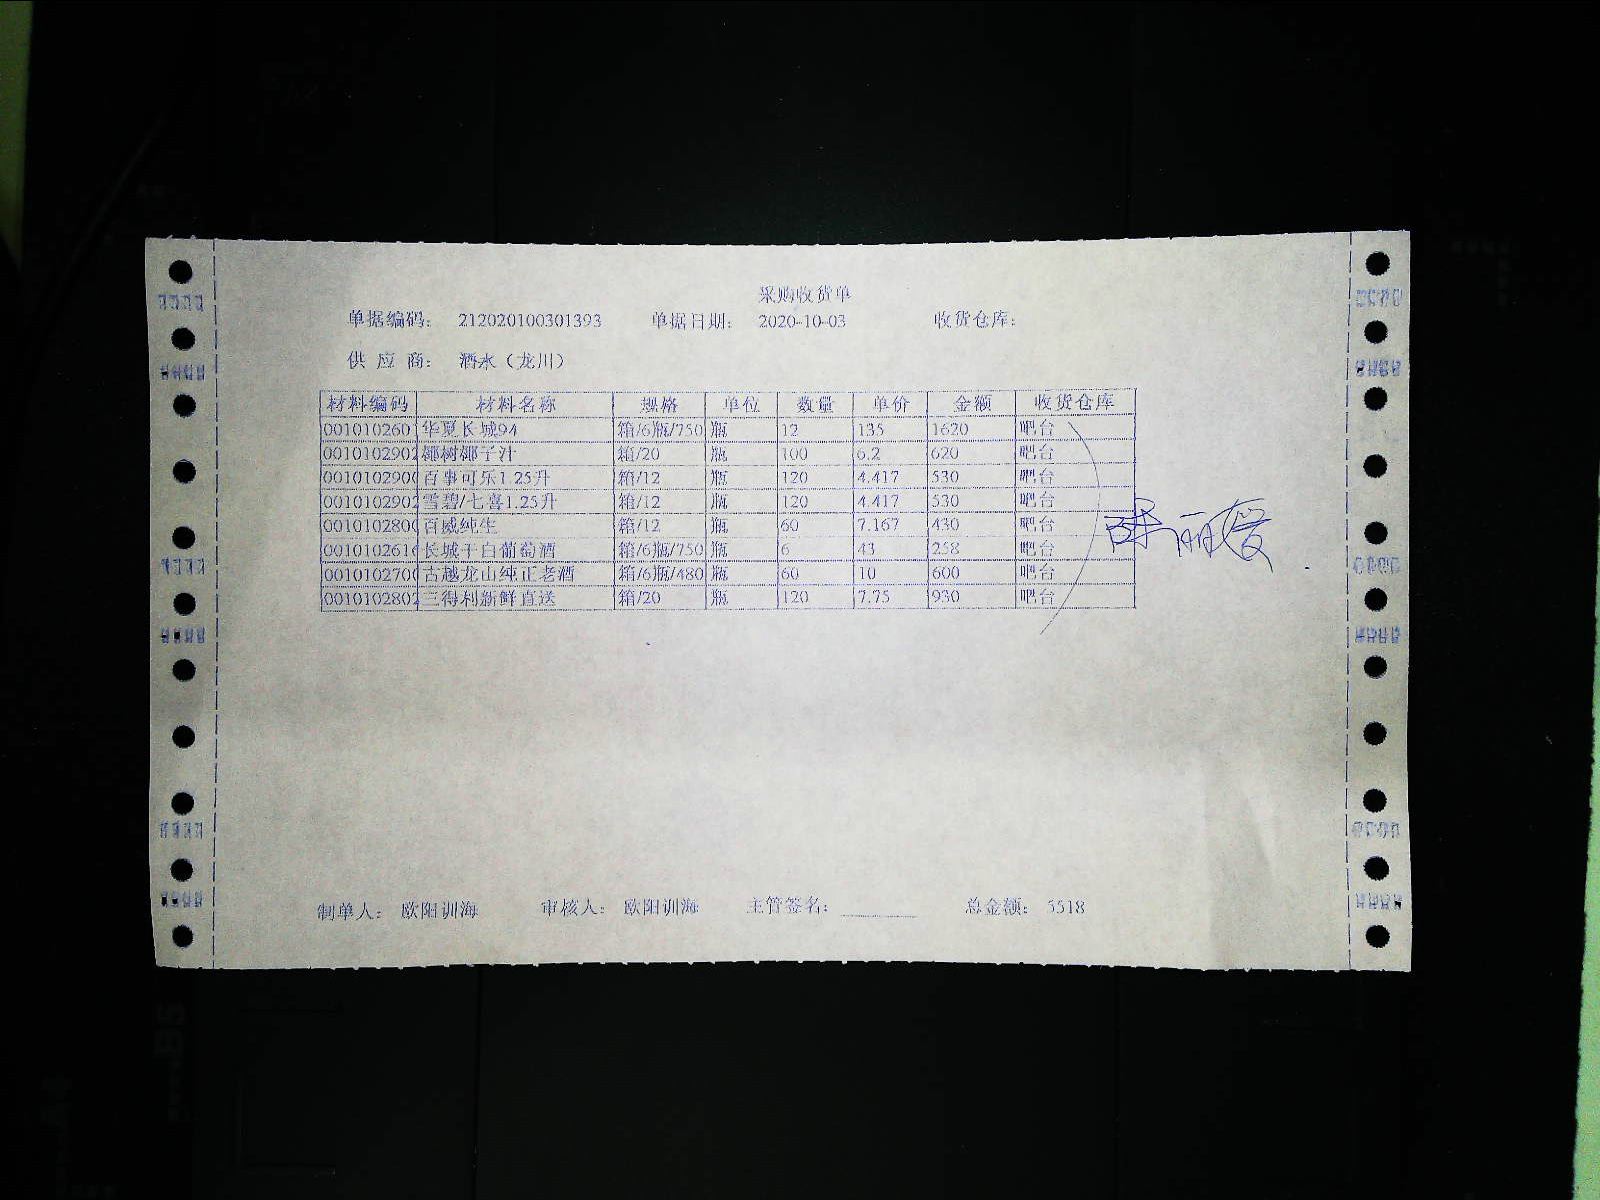 采购收货单
单据编码： 212020100301393 单据日期： 2020-10-03 收货仓库：
供 应 商： 酒水（龙川）
材料编码 材料名称 规格 单位 数量 单价 金额 收货仓库
001010260 华夏长城94 箱/6瓶/750 瓶 12 135 1620 吧台
0010102902 椰树椰子汁 箱/20 瓶 100 6.2 620 吧台
0010102900 百事可乐1.25升 箱/12 瓶 120 4.417 530 吧台
0010102902 雪碧/七喜1.25升 箱/12 瓶 120 4.417 530 吧台
0010102800 百威纯生 箱/12 瓶 60 7.167 430 吧台
0010102616 长城干白葡萄酒 箱/6瓶/750 瓶 6 43 258 吧台
0010102700 古越龙山纯正老酒 箱/6瓶/480 瓶 60 10 600 吧台
0010102802 三得利新鲜直送 箱/20 瓶 120 7.75 930 吧台
制单人： 欧阳训海 审核人： 欧阳训海 主管签名： 总金额： 5518